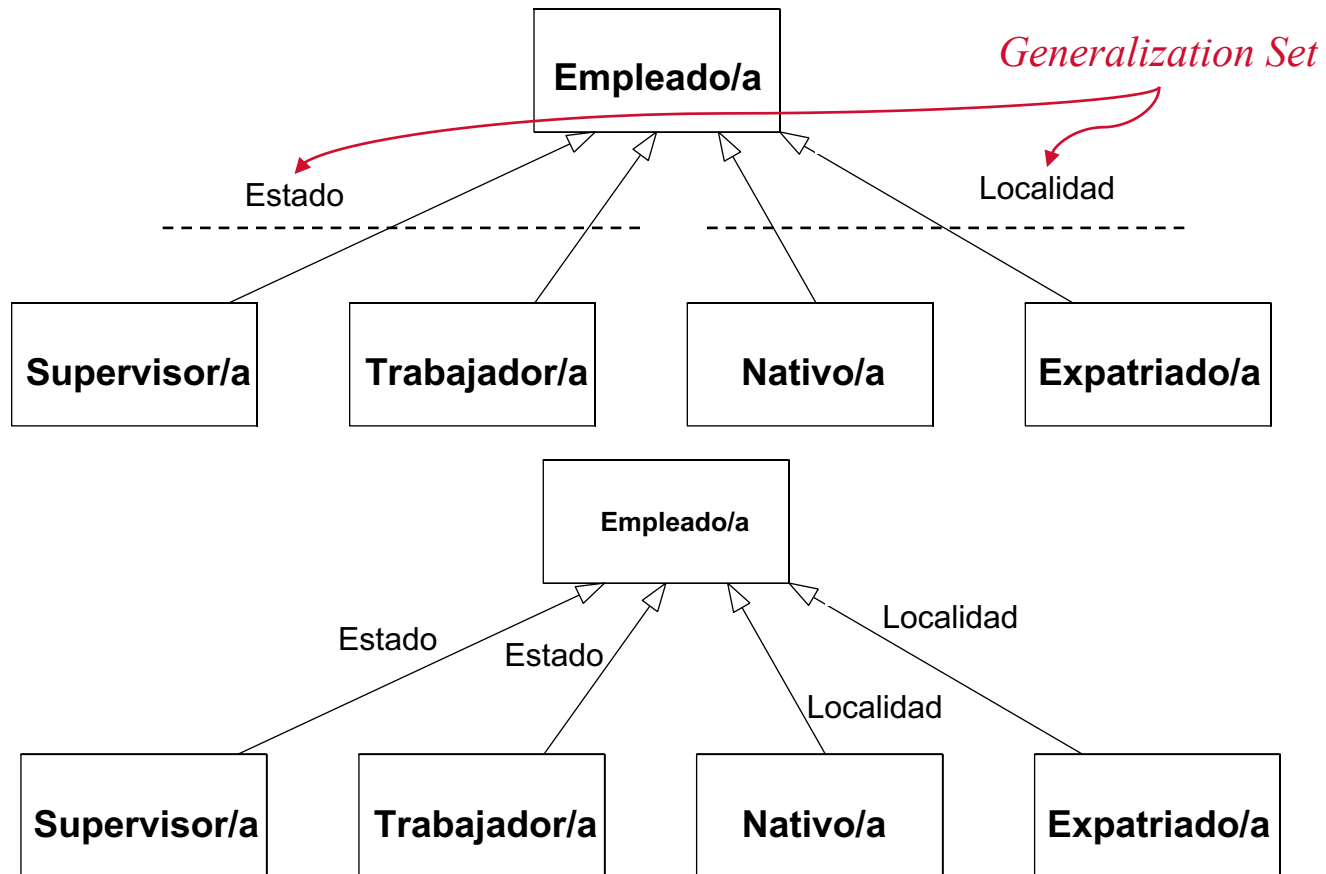 Generalization Set
Empleado/a
Estado
Localidad
Supervisor/a
Trabajador/a
Nativo/a
Expatriado/a
Empleado/a
Localidad
Estado
Estado
Localidad
Supervisor/a
Trabajador/a
Nativo/a
Expatriado/a